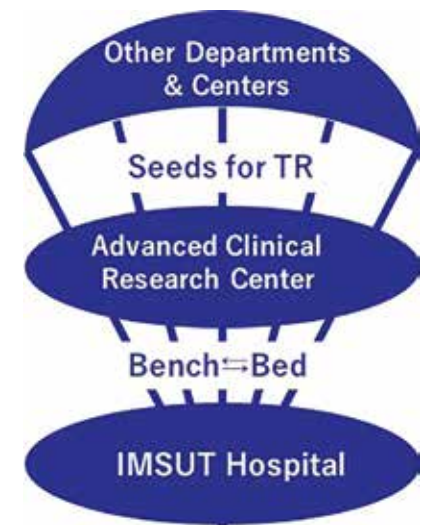 Other Departments
& Centers
Seeds for TR
Advanced Clinical
Research Center
Bench⇆Bed
IMSUT Hospital